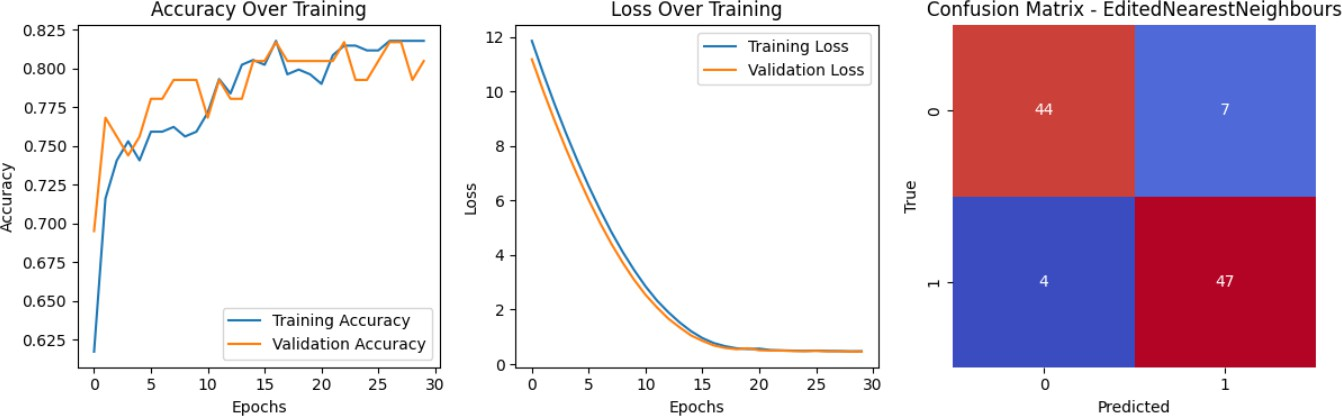 Accuracy Over Training
0.825
0.800
0.775
0.750
0.725
0.700
0.675
0.650
0.625
Accuracy
Training Accuracy
Validation Accuracy
0 5 10 15 20 25 30
Epochs
Loss Over Training
12
10
8
6
4
2
0
Loss
Training Loss
Validation Loss
0 5 10 15 20 25 30
Epochs
Confusion Matrix - EditedNearestNeighbours
0
1
True
44 7
4 47
0 1
Predicted